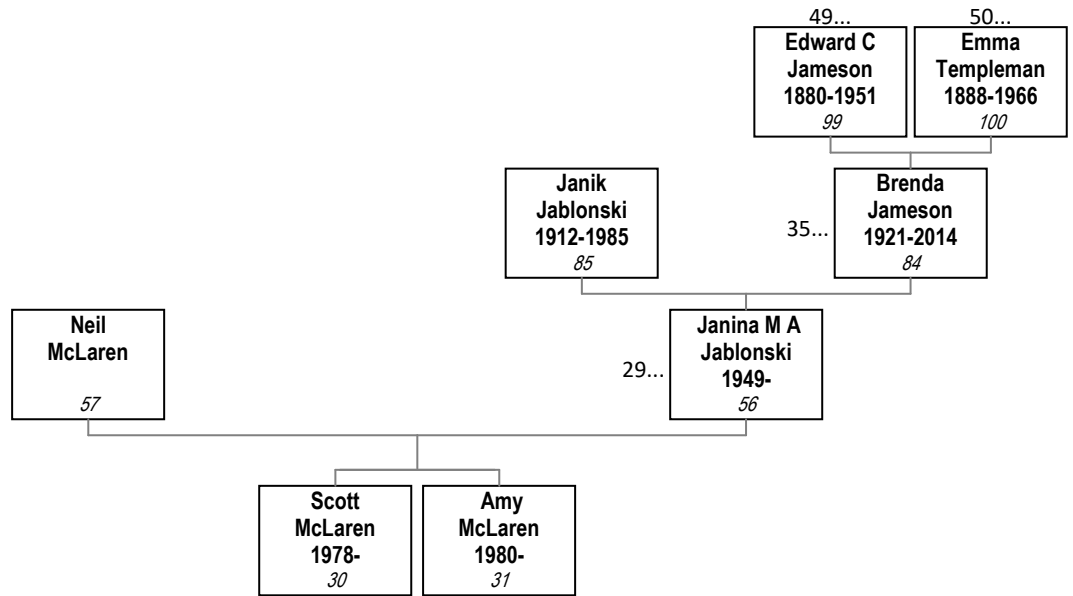 49...
50...
Edward C
Jameson
1880-1951
99
Emma
Templeman
1888-1966
100
Janik
Jablonski
1912-1985
85
35...
Brenda
Jameson
1921-2014
84
Neil
McLaren
57
29...
Janina M A
Jablonski
1949-
56
Scott
McLaren
1978-
30
Amy
McLaren
1980-
31